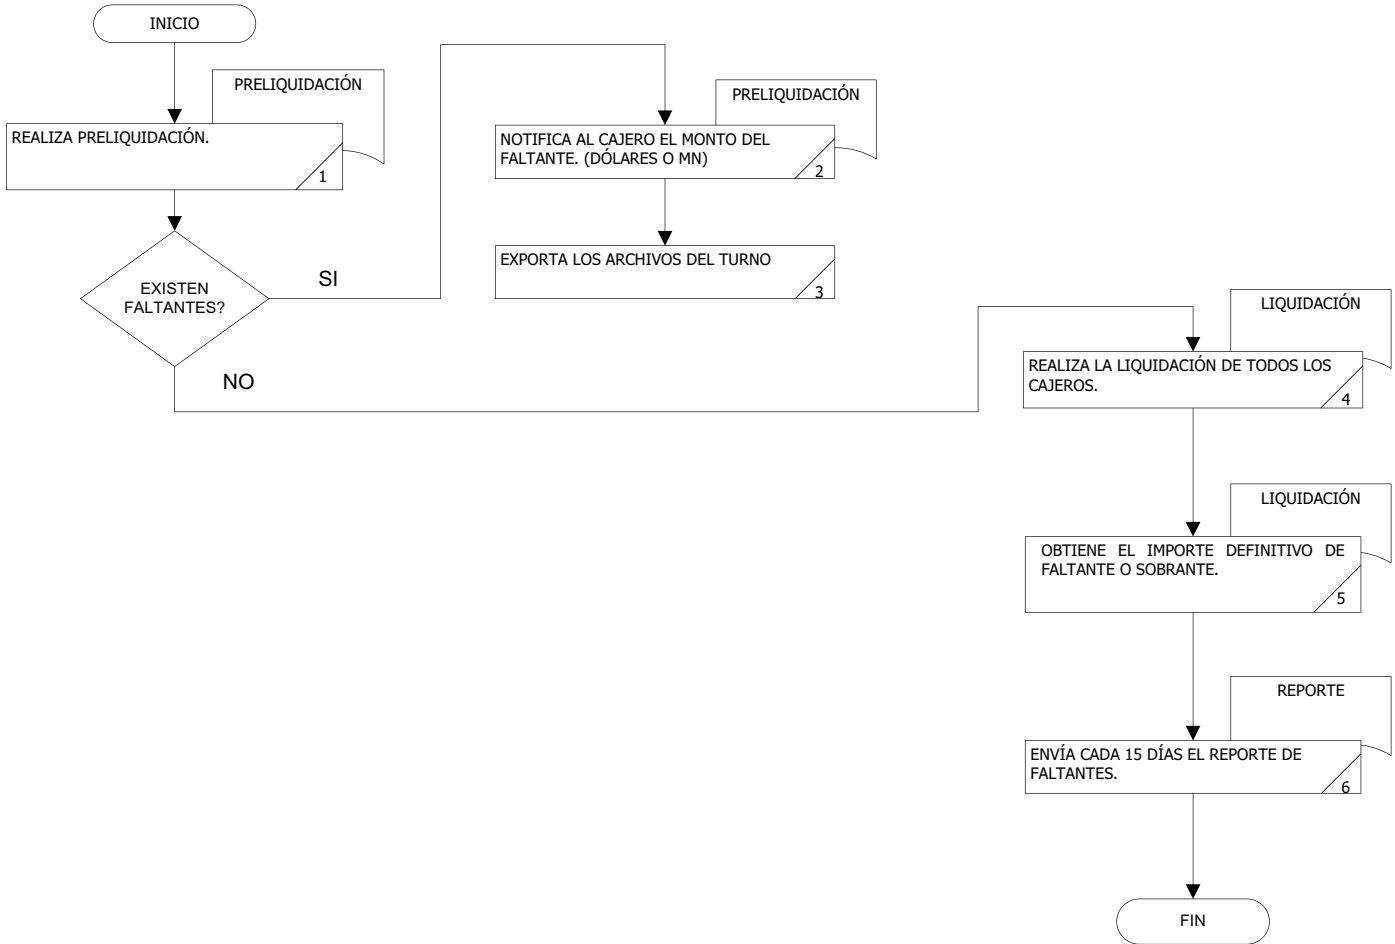 INICIO
PRELIQUIDACIÓN
REALIZA PRELIQUIDACIÓN.
1
EXISTEN
FALTANTES?
SI
NO
PRELIQUIDACIÓN
NOTIFICA AL CAJERO EL MONTO DEL
FALTANTE. (DÓLARES O MN)
2
EXPORTA LOS ARCHIVOS DEL TURNO
3
LIQUIDACIÓN
REALIZA LA LIQUIDACIÓN DE TODOS LOS
CAJEROS.
4
LIQUIDACIÓN
OBTIENE EL IMPORTE DEFINITIVO DE
FALTANTE O SOBRANTE.
5
REPORTE
ENVÍA CADA 15 DÍAS EL REPORTE DE
FALTANTES.
6
FIN